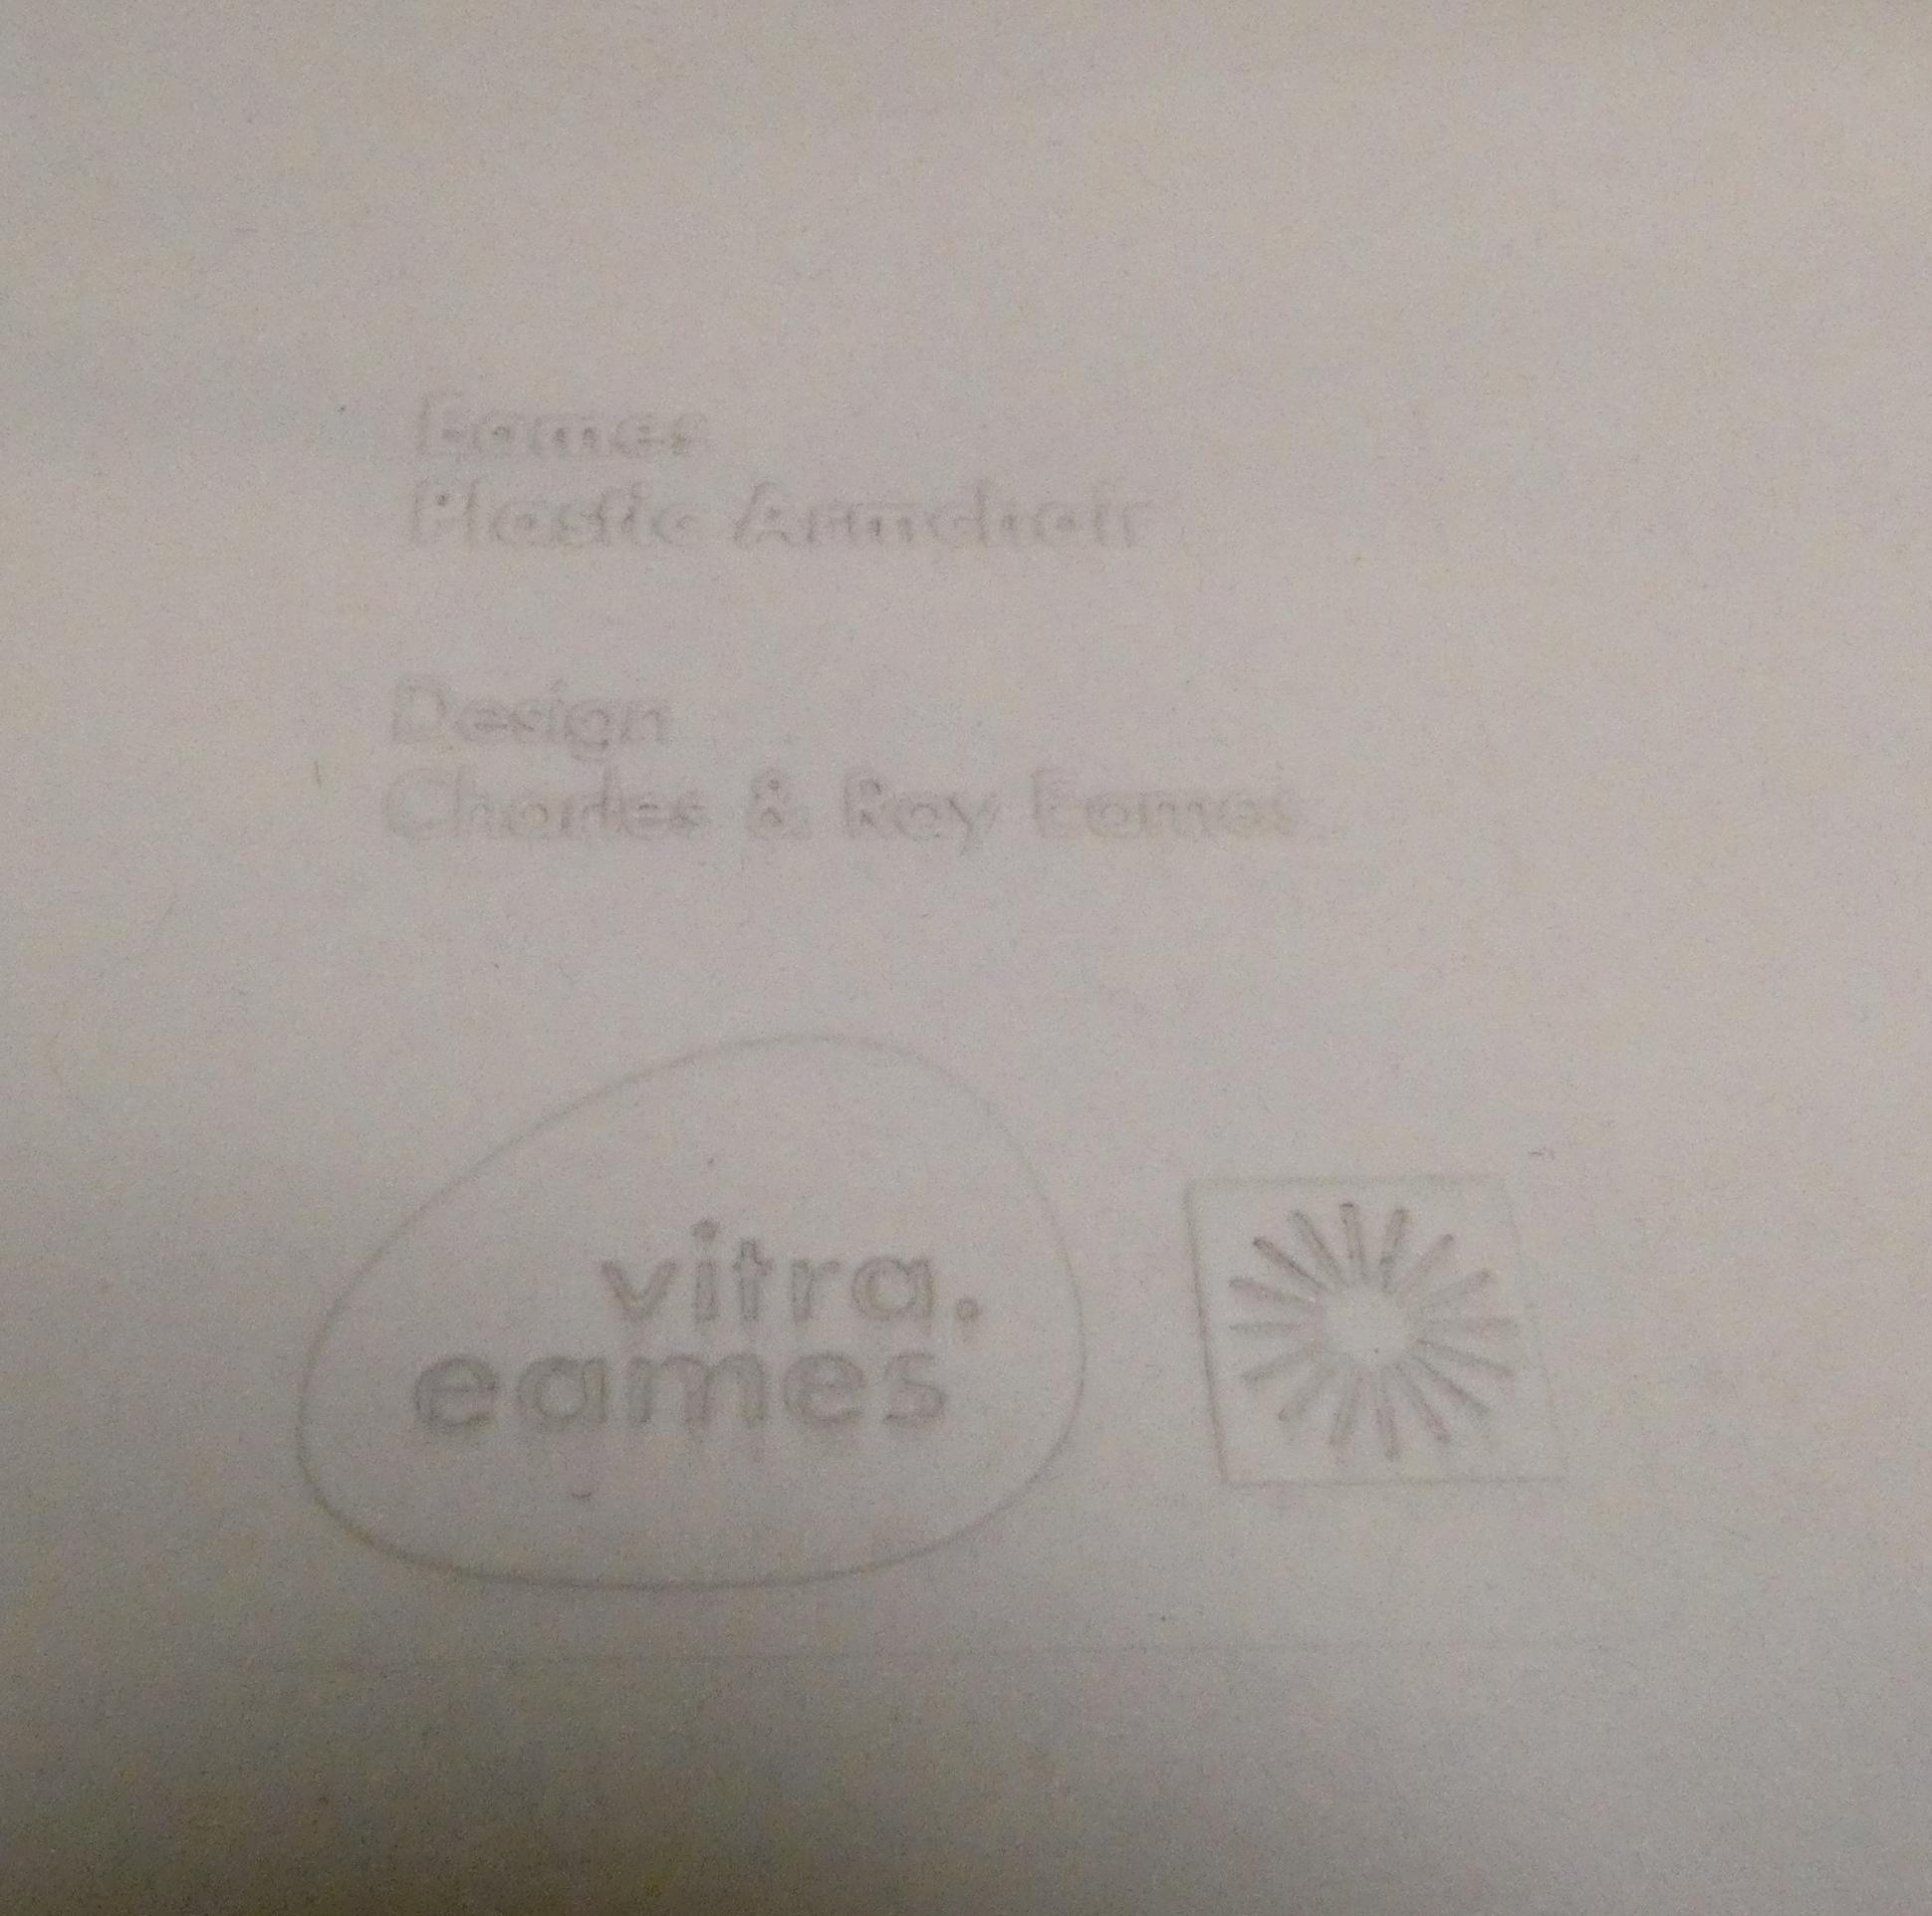 Eames
Plastic Armchair
Design
Charles & Ray Eames
vitra.
eames